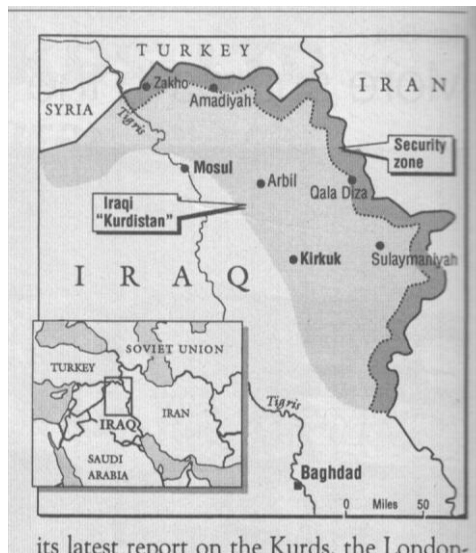 TURKEY
IRAN
Zakho
Amadiyah
SYRIA
Tigris
Security
zone
Mosul
Arbil
Qala Diza
Iraqi
"Kurdistan"
Kirkuk
Sulaymaniyah
IRAQ
SOVIET UNION
TURKEY
IRAN
IRAQ
SAUDI
ARABIA
Tigris
Baghdad
0 Miles 50
its latest report on the Kurds, the London-